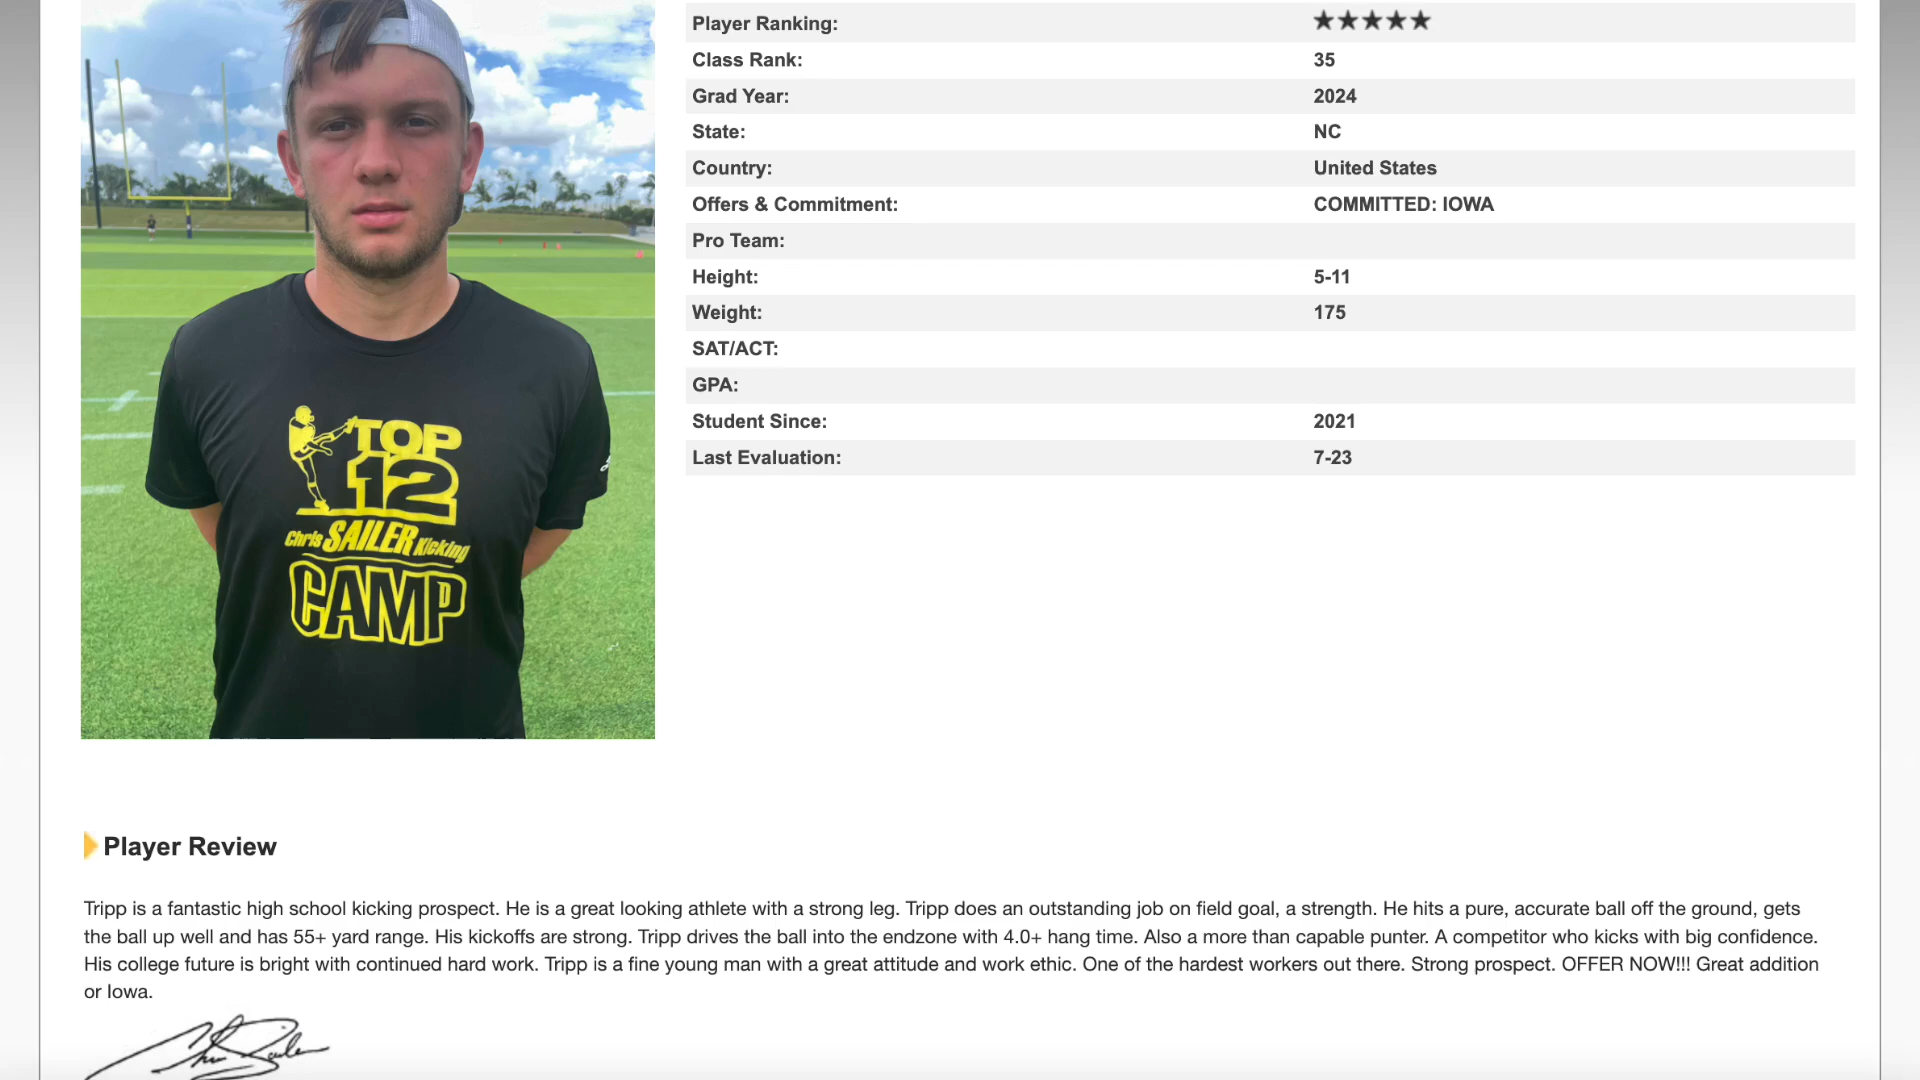 Player Ranking: ★★★★★
Class Rank: 35
Grad Year: 2024
State: NC
Country: United States
Offers & Commitment: COMMITTED: IOWA
Pro Team:
Height: 5-11
Weight: 175
SAT/ACT:
GPA:
Student Since: 2021
Last Evaluation: 7-23
TOP
12
Chris SAILER Kicking
CAMP
Player Review
Tripp is a fantastic high school kicking prospect. He is a great looking athlete with a strong leg. Tripp does an outstanding job on field goal, a strength. He hits a pure, accurate ball off the ground, gets
the ball up well and has 55+ yard range. His kickoffs are strong. Tripp drives the ball into the endzone with 4.0+ hang time. Also a more than capable punter. A competitor who kicks with big confidence.
His college future is bright with continued hard work. Tripp is a fine young man with a great attitude and work ethic. One of the hardest workers out there. Strong prospect. OFFER NOW!!! Great addition
or Iowa.
Chris Sailer